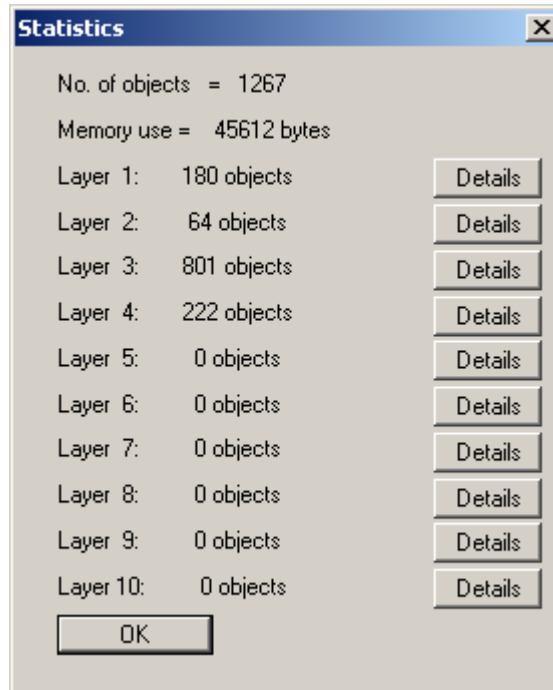 Statistics
No. of objects = 1267
Memory use = 45612 bytes
Layer 1: 180 objects Details
Layer 2: 64 objects Details
Layer 3: 801 objects Details
Layer 4: 222 objects Details
Layer 5: 0 objects Details
Layer 6: 0 objects Details
Layer 7: 0 objects Details
Layer 8: 0 objects Details
Layer 9: 0 objects Details
Layer 10: 0 objects Details
OK